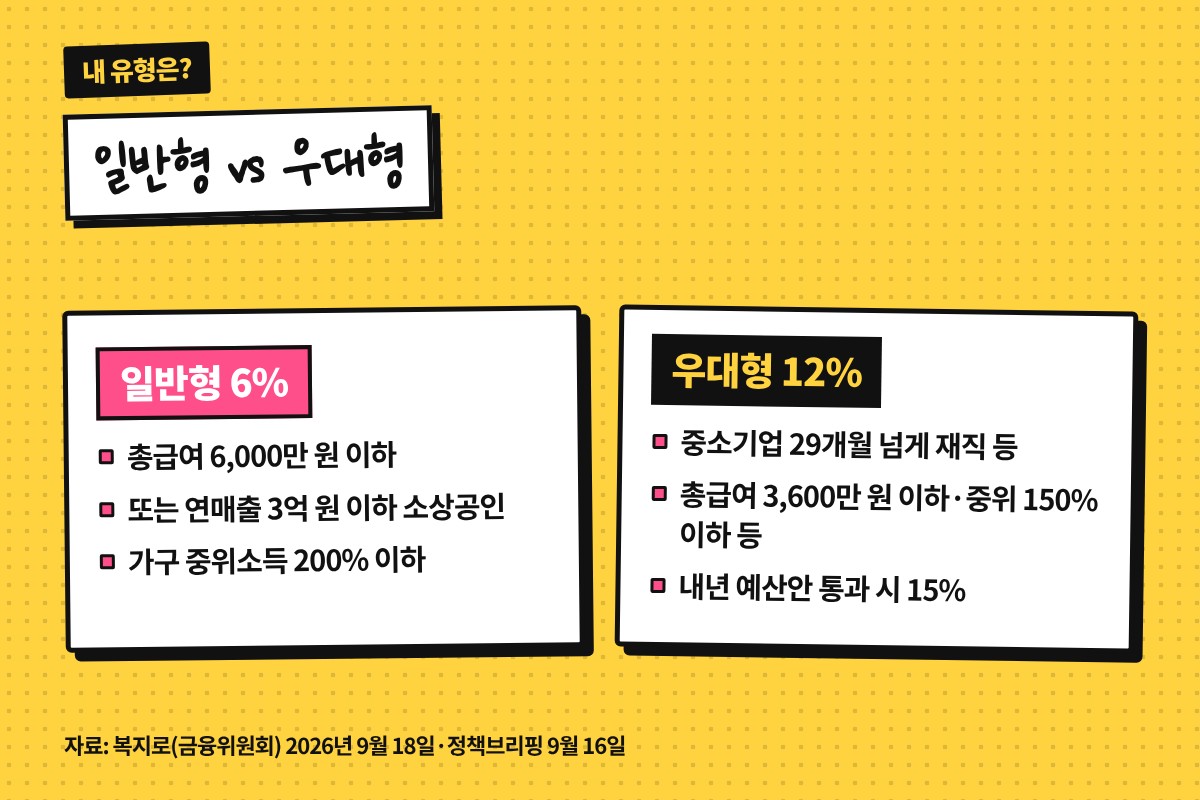 내 유형은?
일반형 vs 우대형
일반형 6%
총급여 6,000만 원 이하
또는 연매출 3억 원 이하 소상공인
가구 중위소득 200% 이하
우대형 12%
중소기업 29개월 넘게 재직 등
총급여 3,600만 원 이하·중위 150%
이하 등
내년 예산안 통과 시 15%
자료: 복지로(금융위원회) 2026년 9월 18일·정책브리핑 9월 16일